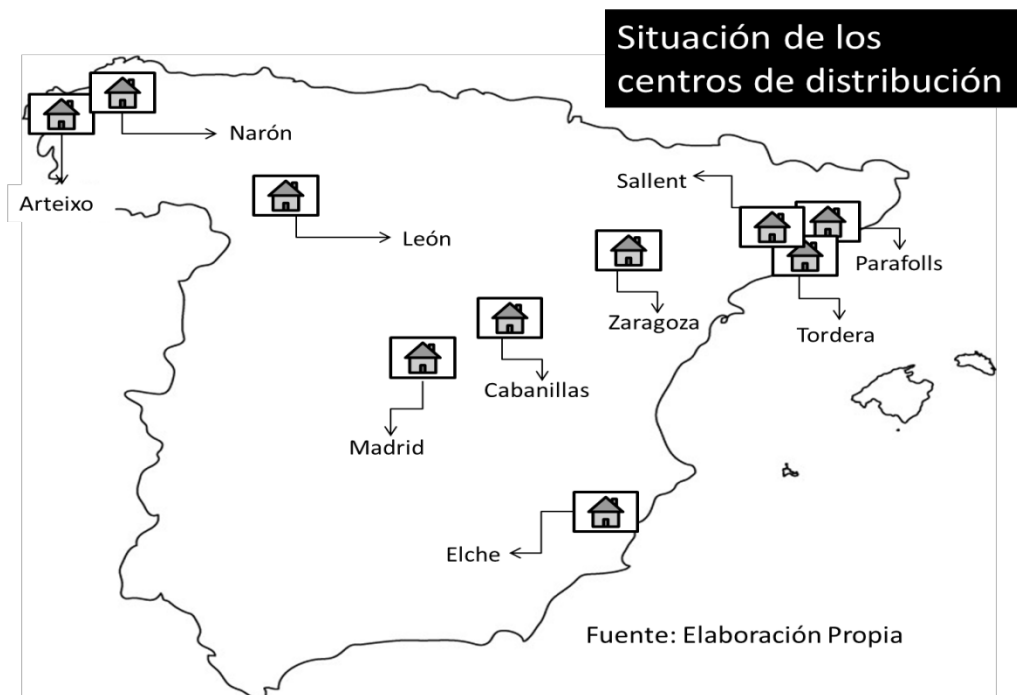 Situación de los
centros de distribución
Narón
Arteixo
León
Sallent
Parafolls
Zaragoza
Tordera
Cabanillas
Madrid
Elche
Fuente: Elaboración Propia